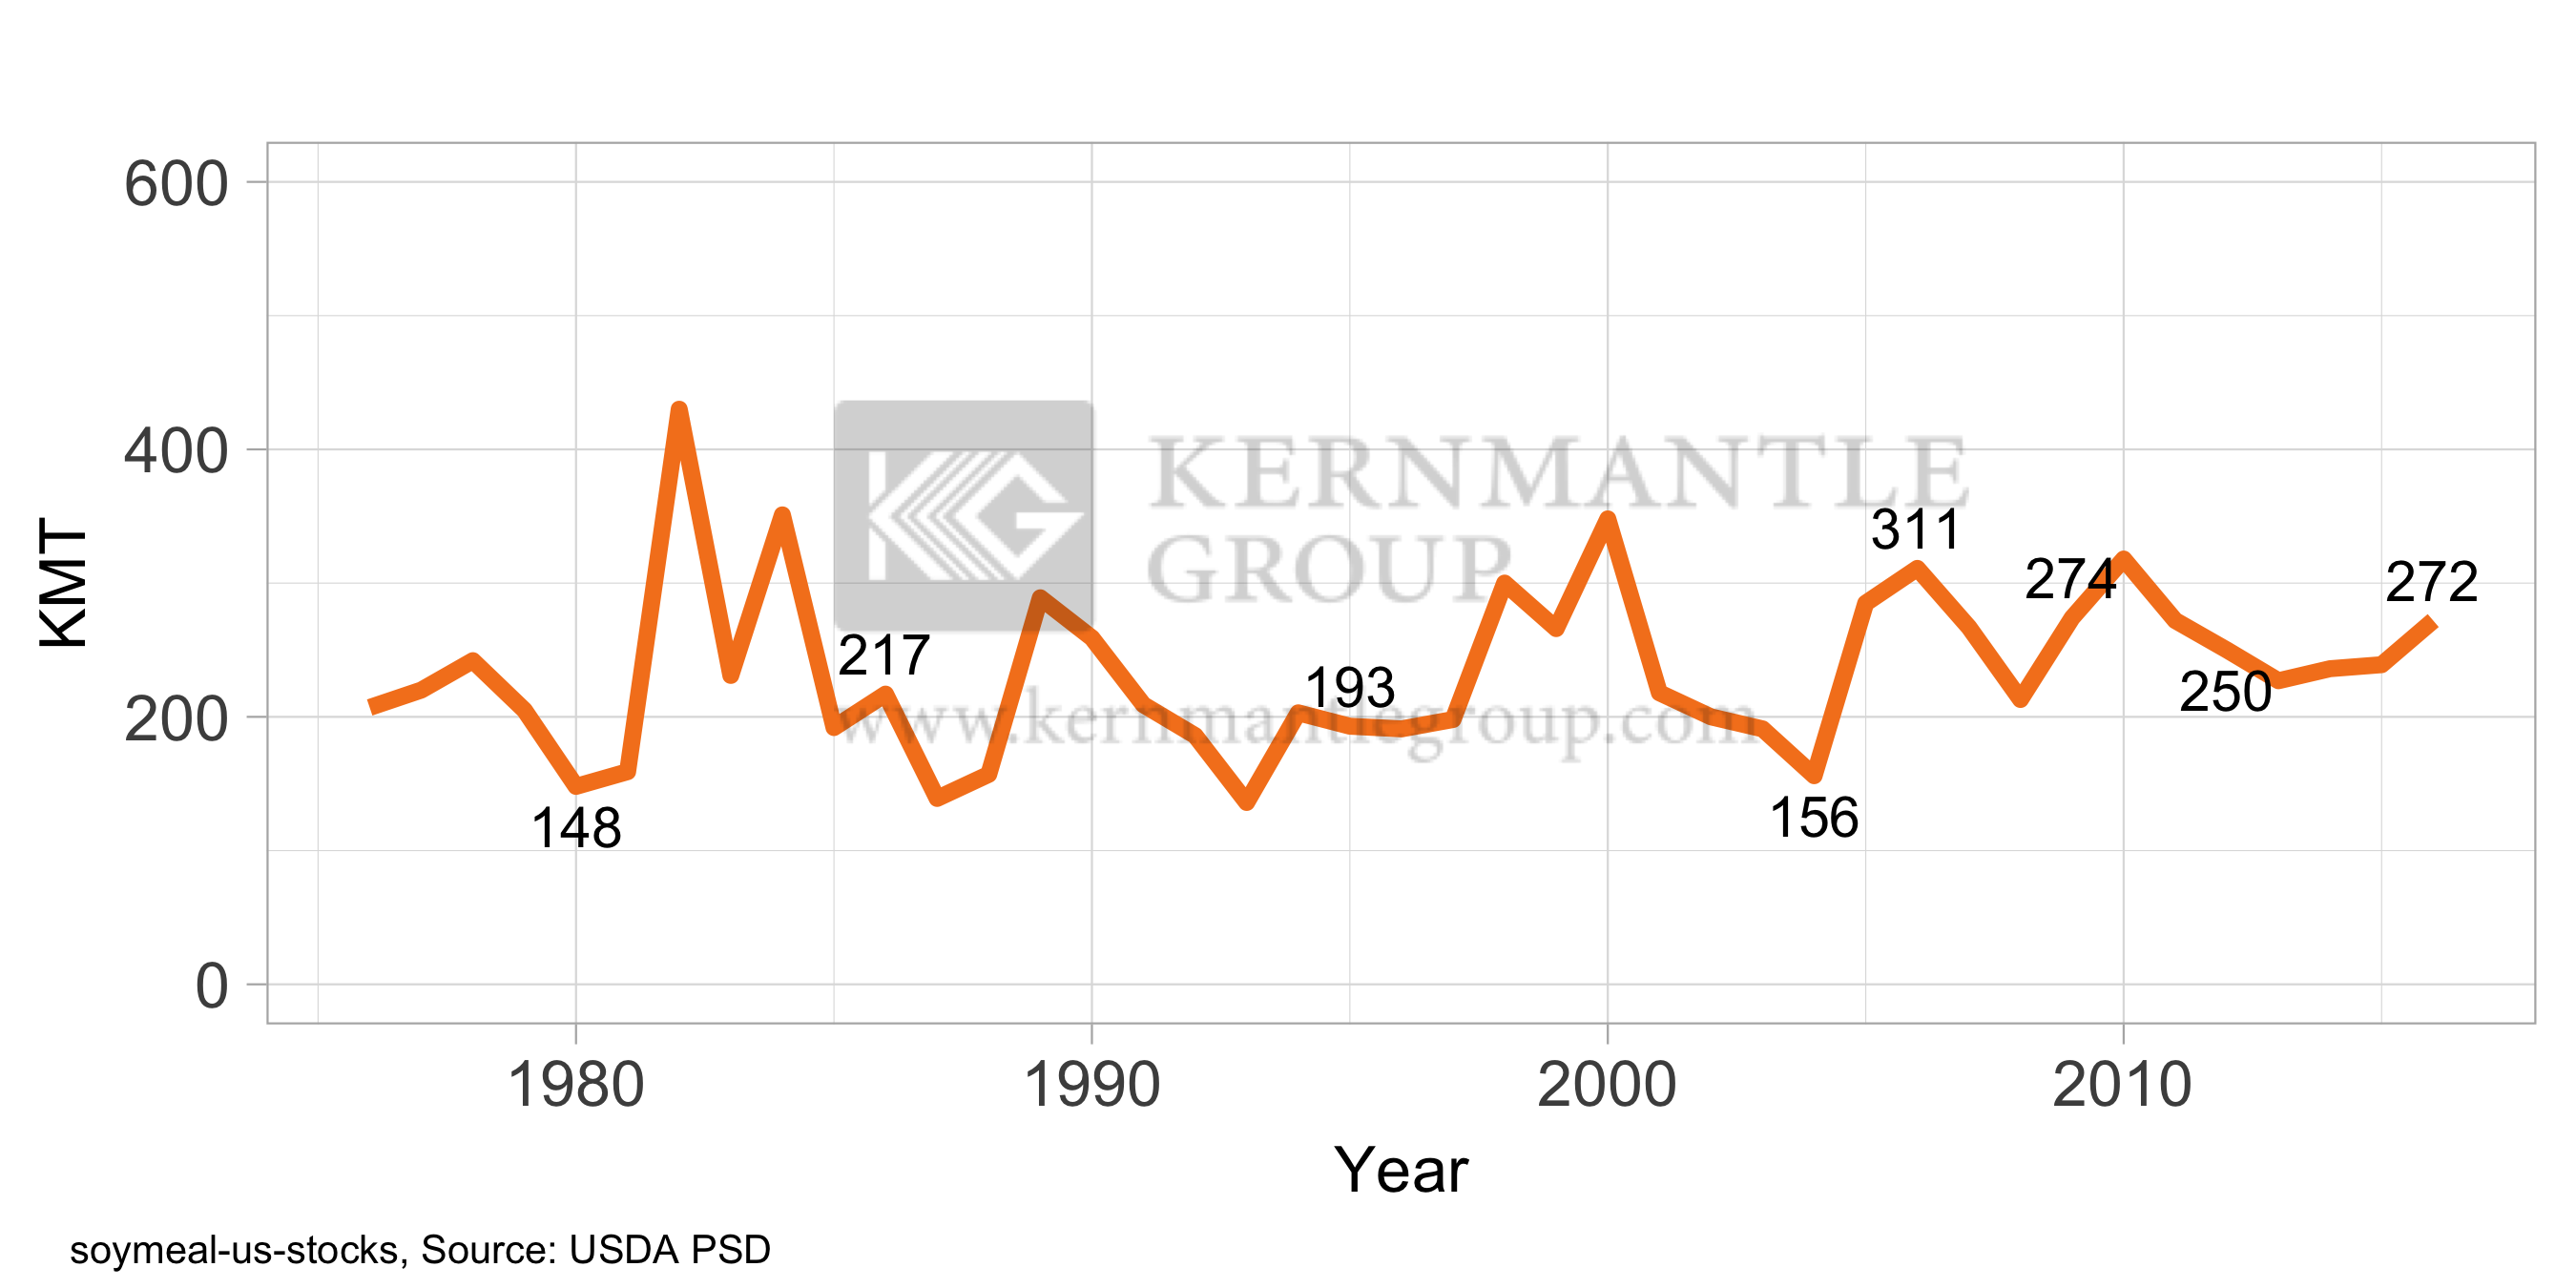 600
400
200
0
KMT
KG
KERNMANTLE
GROUP
www.kernmantlegroup.com
148
217
193
156
311
274
250
272
1980
1990
2000
2010
Year
soymeal-us-stocks, Source: USDA PSD